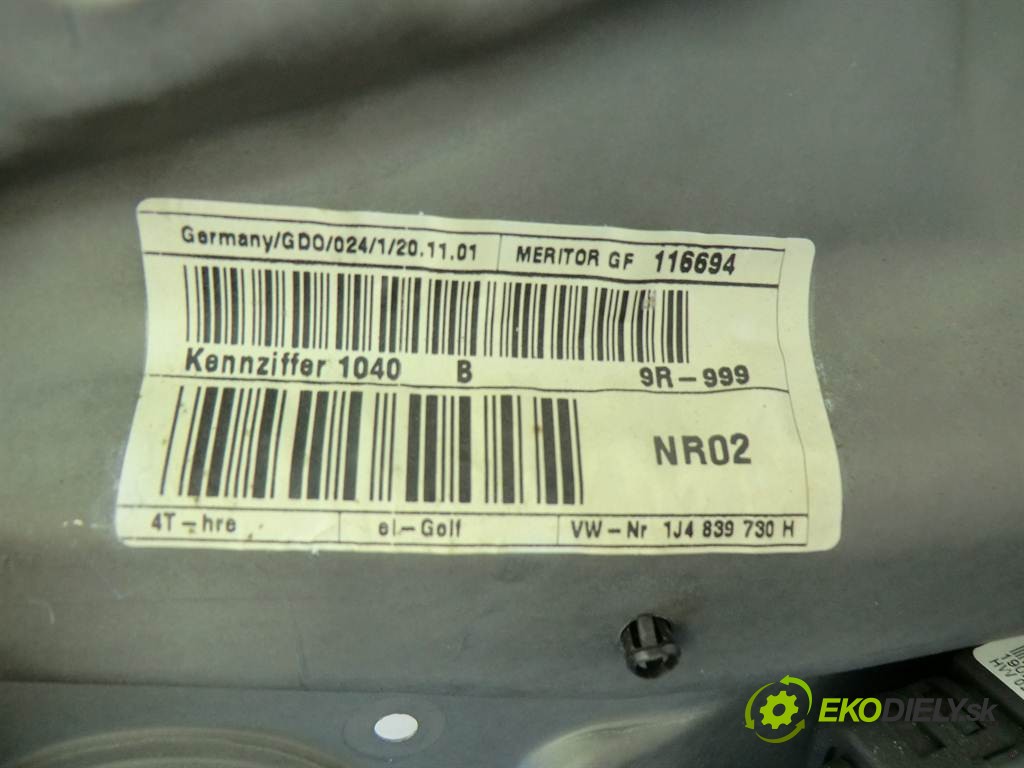 Germany/GDO/024/1/20.11.01 MERITOR GF 116694
Kennziffer 1040 B 9R-999
NR02
4T-hre el-Golf VW-Nr 1J4 839 730 H
EKODIELY.sk